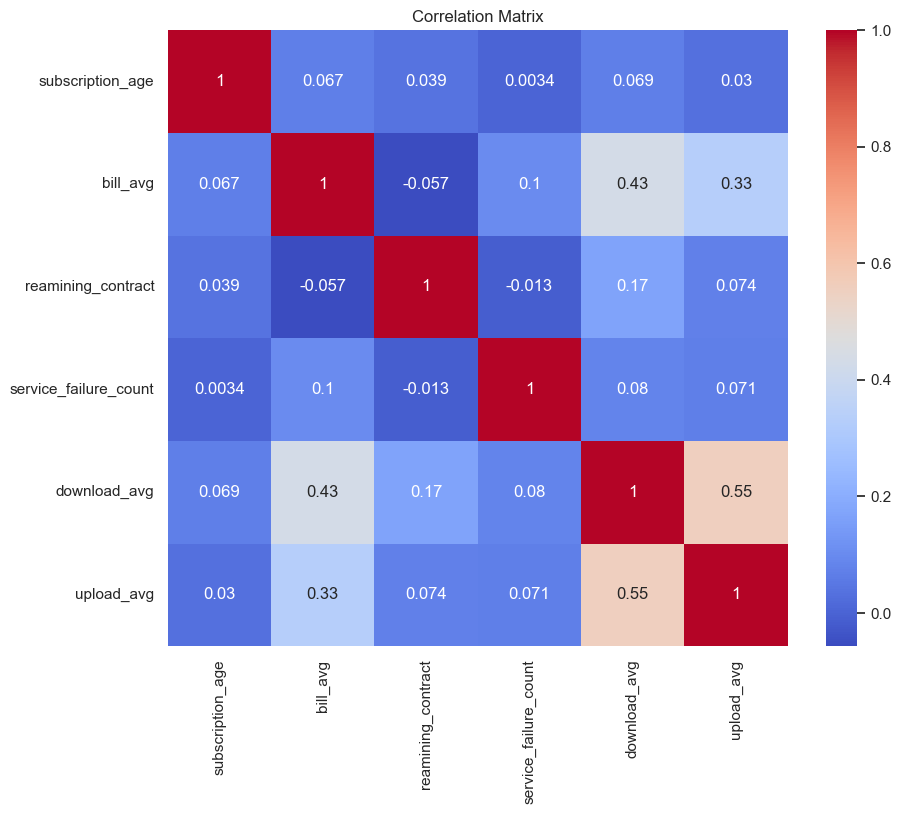 Correlation Matrix
subscription_age 1 0.067 0.039 0.0034 0.069 0.03
bill_avg 0.067 1 -0.057 0.1 0.43 0.33
reamining_contract 0.039 -0.057 1 -0.013 0.17 0.074
service_failure_count 0.0034 0.1 -0.013 1 0.08 0.071
download_avg 0.069 0.43 0.17 0.08 1 0.55
upload_avg 0.03 0.33 0.074 0.071 0.55 1
subscription_age
bill_avg
reamining_contract
service_failure_count
download_avg
upload_avg
1.0
0.8
0.6
0.4
0.2
0.0